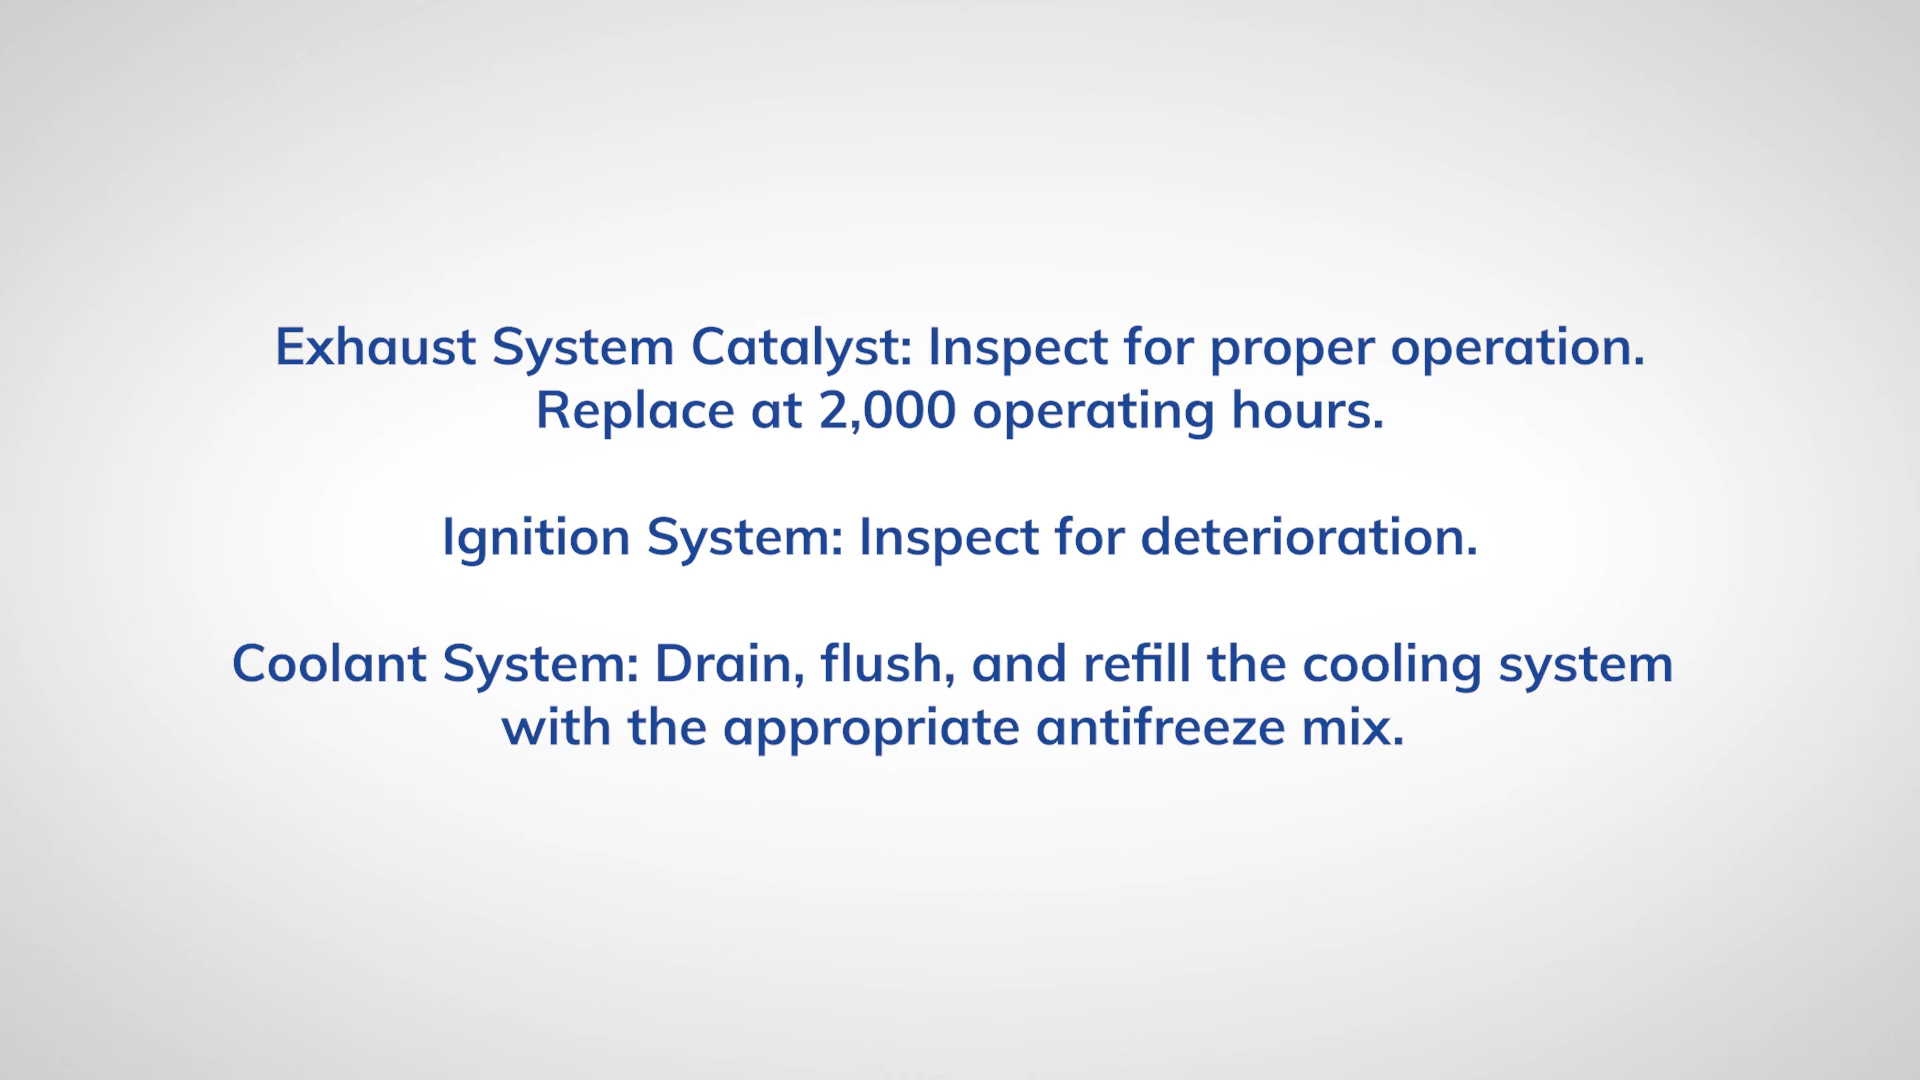 Exhaust System Catalyst: Inspect for proper operation.
Replace at 2,000 operating hours.
Ignition System: Inspect for deterioration.
Coolant System: Drain, flush, and refill the cooling system
with the appropriate antifreeze mix.